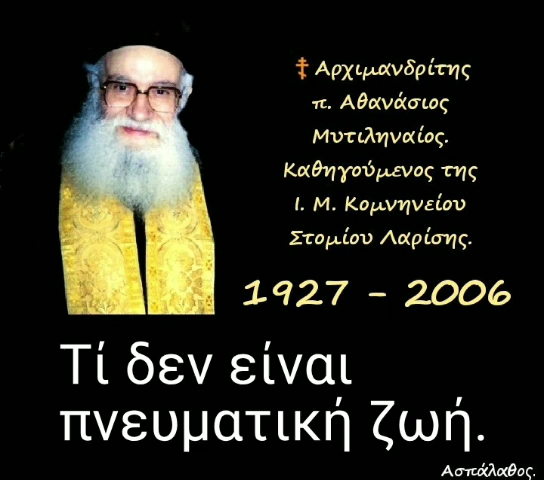 ‡ Αρχιμανδρίτης
π. Αθανάσιος
Μυτιληναίος.
Καθηγούμενος της
Ι. Μ. Κομνηνείου
Στομίου Λαρίσης.
1927 - 2006
Τί δεν είναι
πνευματική ζωή.
Ασπάλαθος.